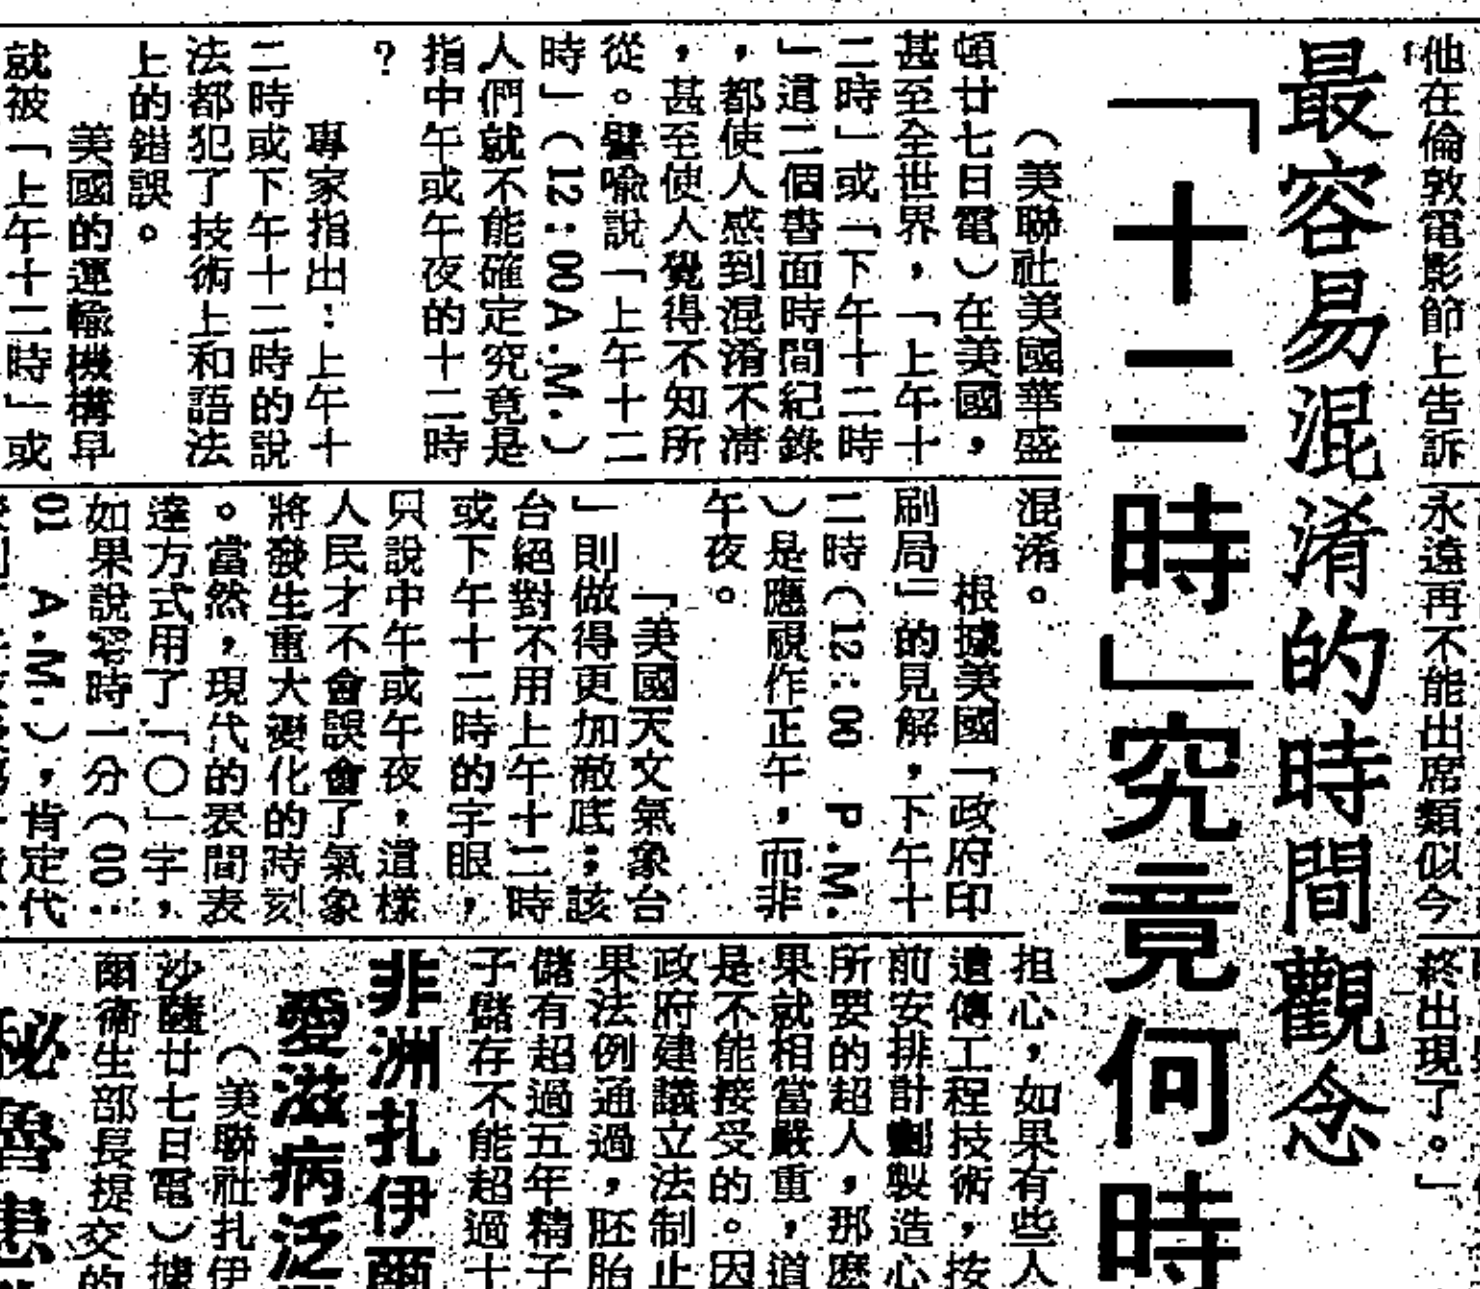 他在倫敦電影節上告訴
永遠再不能出席類似今
終出現了。」
最容易混淆的時間觀念
「十二時」究竟何時
（美聯社美國華盛
頓廿七日電）在美國，
甚至全世界，「上午十
二時」或「下午十二時
」這二個書面時間紀錄
，都使人感到混淆不清
，甚至使人覺得不知所
從。譬喻說「上午十二
時」（12:00A.M.）
人們就不能確定究竟是
指中午或午夜的十二時
？
專家指出：上午十
二時或下午十二時的說
法都犯了技術上和語法
上的錯誤。
美國的運輸機構早
就被「上午十二時」或
混淆。
根據美國「政府印
刷局」的見解，下午十
二時（12:00 P.M.
）是應視作正午，而非
午夜。
「美國天文氣象台
」則做得更加澈底；該
台絕對不用上午十二時
或下午十二時的字眼，
只說中午或午夜，這樣
人民才不會誤會了氣象
將發生重大變化的時刻
。當然，現代的表間表
達方式用了「〇」字，
如果說零時一分（00:
01 A.M.），肯定代
担心，如果有些人
遺傳工程技術，按
前安排計劃製造心
所要的超人，那麽
果就相當嚴重，道
是不能接受的。因
政府建議立法制止
果法例通過，胚胎
儲有超過五年精子
子儲存不能超過十
非洲扎伊爾
愛滋病泛
（美聯社扎伊
沙薩廿七日電）據
爾衞生部長提交的
秘魯患